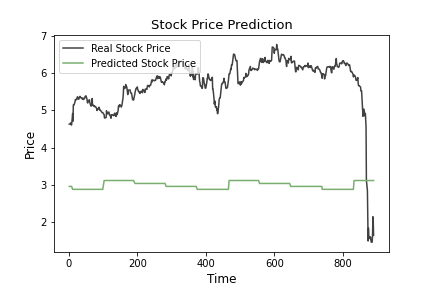 Stock Price Prediction
Real Stock Price
Predicted Stock Price
Price
7
6
5
4
3
2
0
200
400
600
800
Time